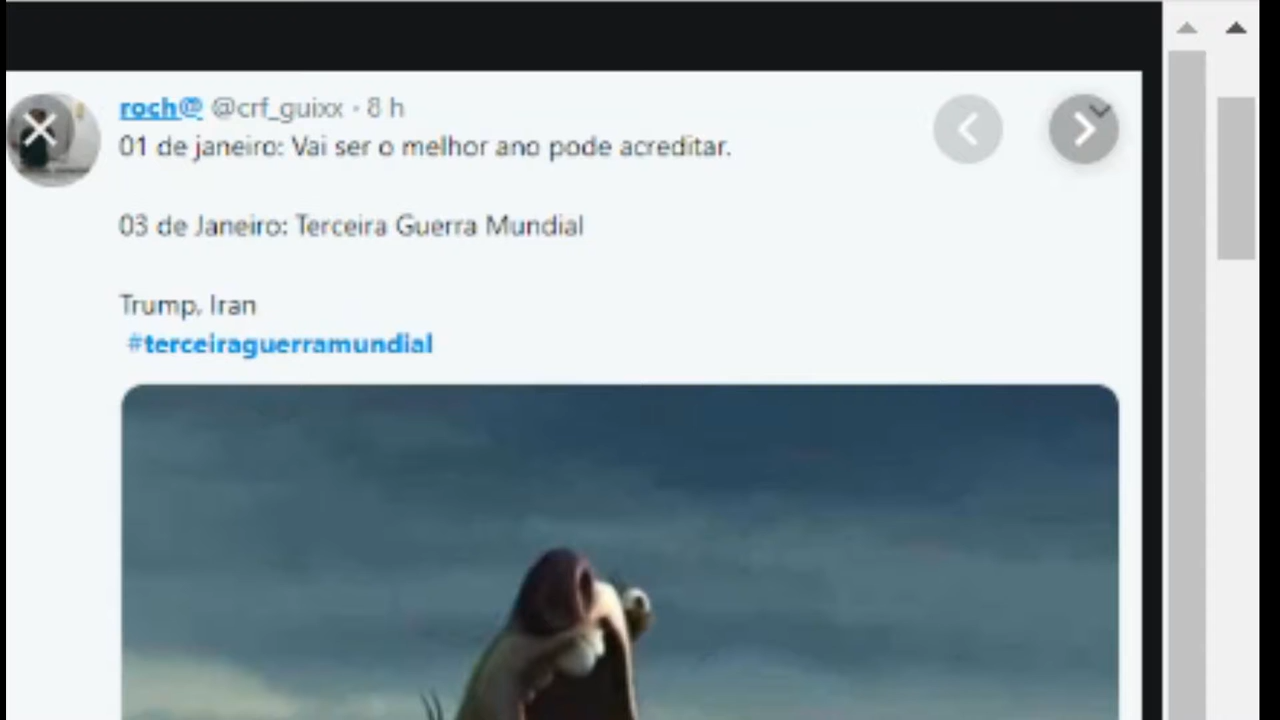 roch@ @crf_guixx · 8 h
01 de janeiro: Vai ser o melhor ano pode acreditar.
03 de Janeiro: Terceira Guerra Mundial
Trump, Iran
#terceiraguerramundial